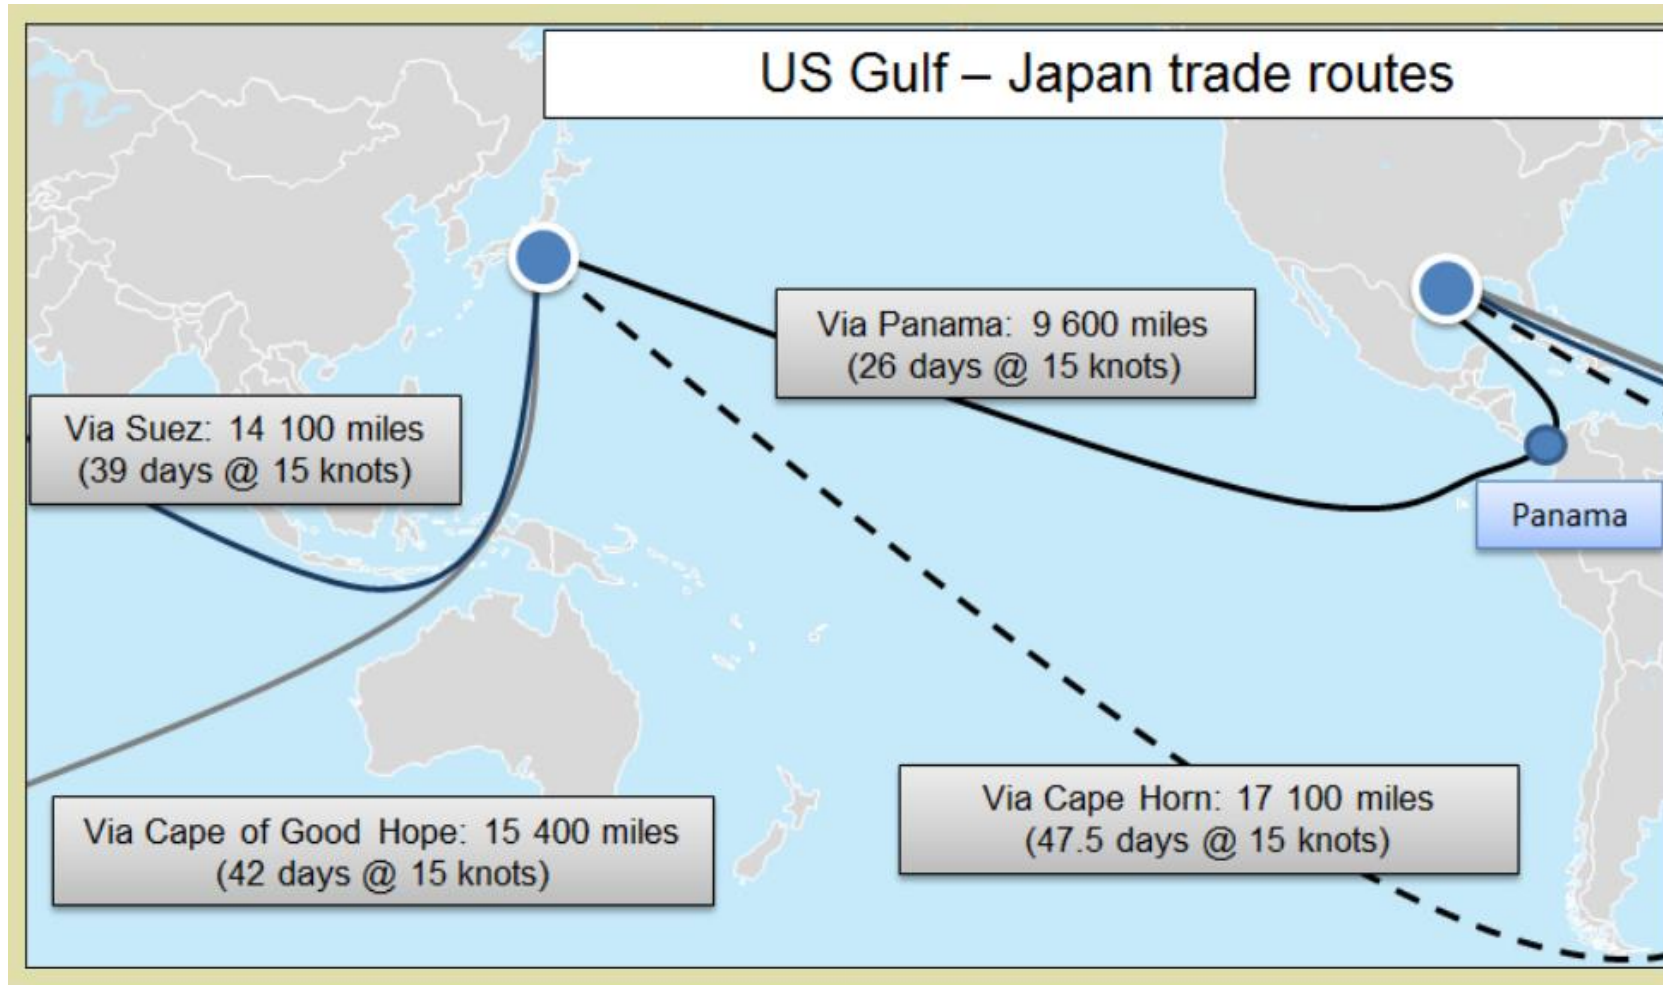 US Gulf – Japan trade routes
Via Panama: 9 600 miles
(26 days @ 15 knots)
Via Suez: 14 100 miles
(39 days @ 15 knots)
Panama
Via Cape Horn: 17 100 miles
(47.5 days @ 15 knots)
Via Cape of Good Hope: 15 400 miles
(42 days @ 15 knots)